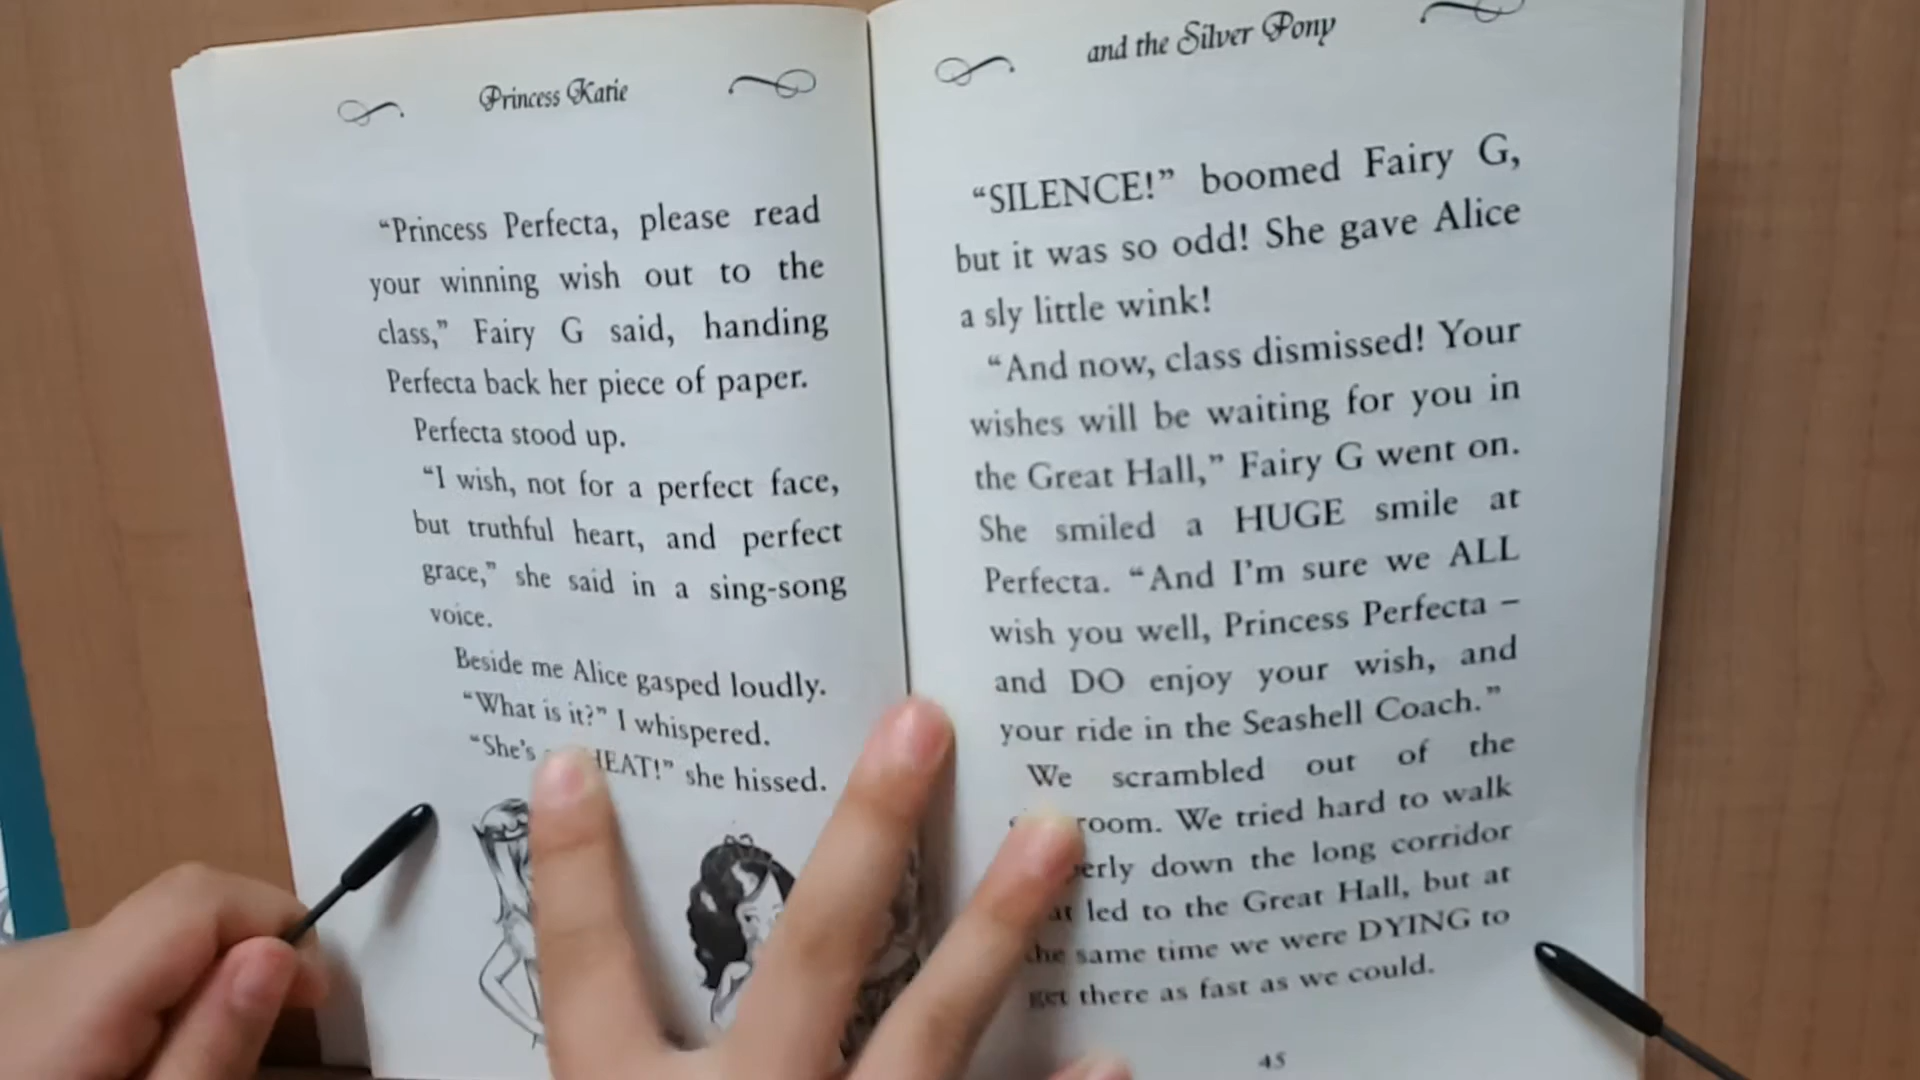 Princess Katie
“Princess Perfecta, please read
your winning wish out to the
class,” Fairy G said, handing
Perfecta back her piece of paper.
Perfecta stood up.
“I wish, not for a perfect face,
but truthful heart, and perfect
grace,” she said in a sing-song
voice.
Beside me Alice gasped loudly.
“What is it?” I whispered.
“She’s HEAT!” she hissed.
and the Silver Pony
“SILENCE!” boomed Fairy G,
but it was so odd! She gave Alice
a sly little wink!
“And now, class dismissed! Your
wishes will be waiting for you in
the Great Hall,” Fairy G went on.
She smiled a HUGE smile at
Perfecta. “And I’m sure we ALL
wish you well, Princess Perfecta –
and DO enjoy your wish, and
your ride in the Seashell Coach.”
We scrambled out of the
room. We tried hard to walk
erly down the long corridor
led to the Great Hall, but at
the same time we were DYING to
get there as fast as we could.
45